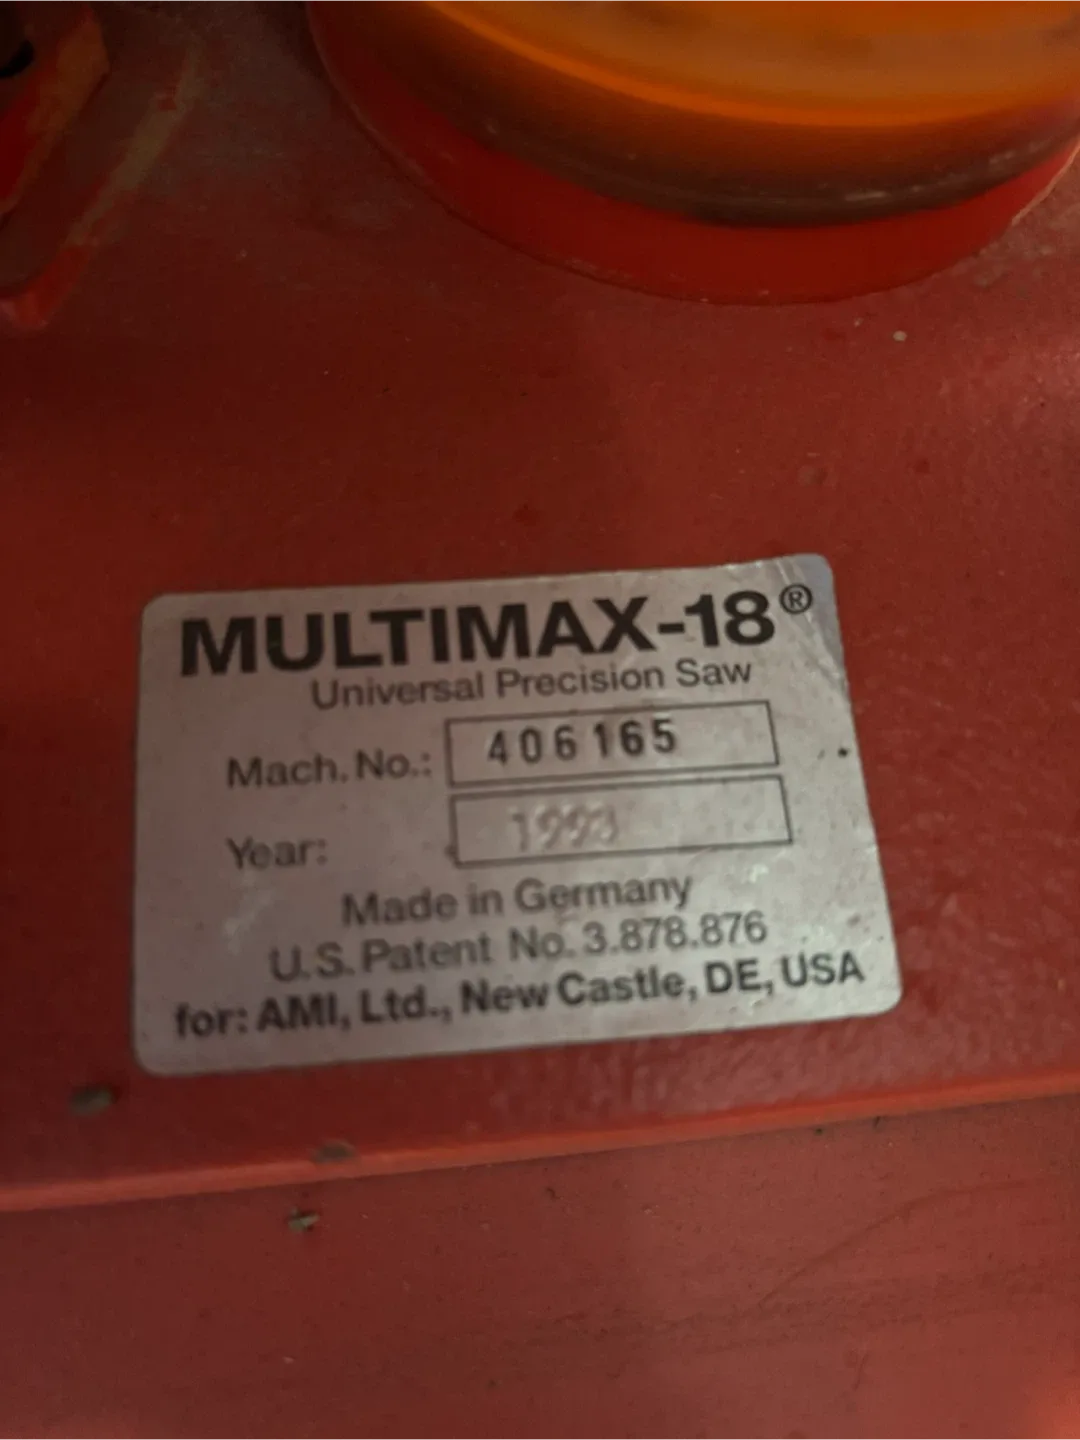 MULTIMAX-18®
Universal Precision Saw
Mach. No.: 406165
Year: 1993
Made in Germany
U.S. Patent No. 3.878.876
for: AMI, Ltd., New Castle, DE, USA